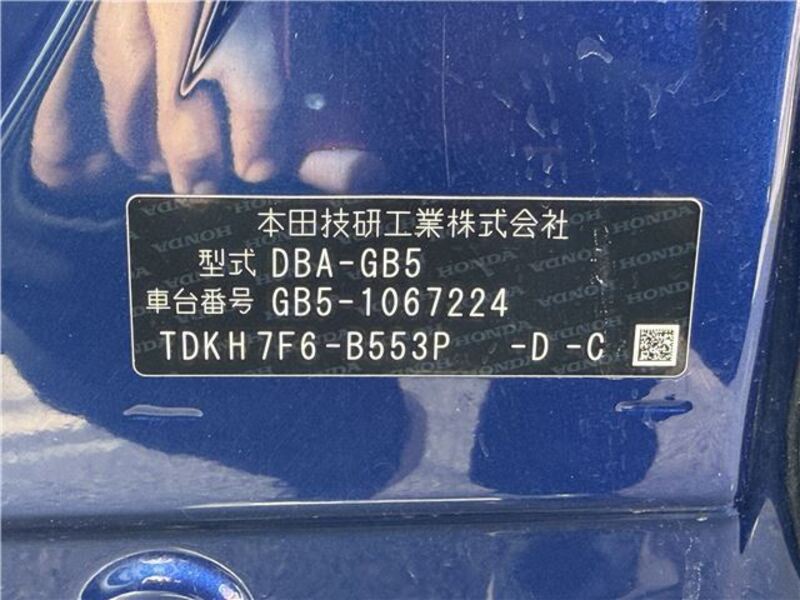 本田技研工業株式会社
型式 DBA-GB5
車台番号 GB5-1067224
TDKH7F6-B553P -D -C